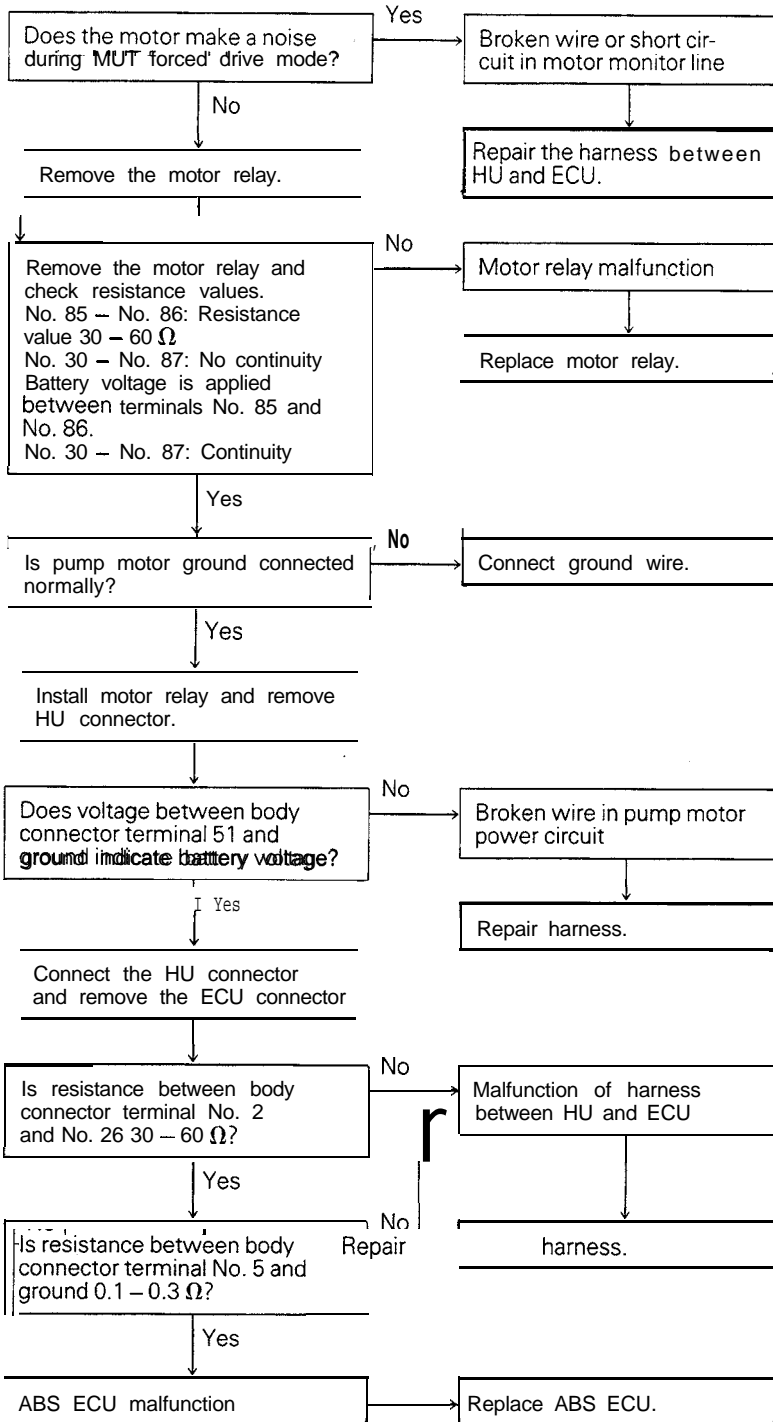 Does the motor make a noise
during 'MUT forced' drive mode?
Yes
Broken wire or short cir-
cuit in motor monitor line
No
Repair the harness between
HU and ECU.
Remove the motor relay.
Remove the motor relay and
check resistance values.
No. 85 – No. 86: Resistance
value 30 – 60 Ω
No. 30 – No. 87: No continuity
Battery voltage is applied
between terminals No. 85 and
No. 86.
No. 30 – No. 87: Continuity
No
Motor relay malfunction
Replace motor relay.
Yes
Is pump motor ground connected
normally?
No
Connect ground wire.
Yes
Install motor relay and remove
HU connector.
Does voltage between body
connector terminal 51 and
ground indicate battery voltage?
No
Broken wire in pump motor
power circuit
Yes
Repair harness.
Connect the HU connector
and remove the ECU connector
Is resistance between body
connector terminal No. 2
and No. 26 30 – 60 Ω?
No
Malfunction of harness
between HU and ECU
Yes
Is resistance between body
connector terminal No. 5 and
ground 0.1 – 0.3 Ω?
No
Repair harness.
Yes
ABS ECU malfunction
Replace ABS ECU.